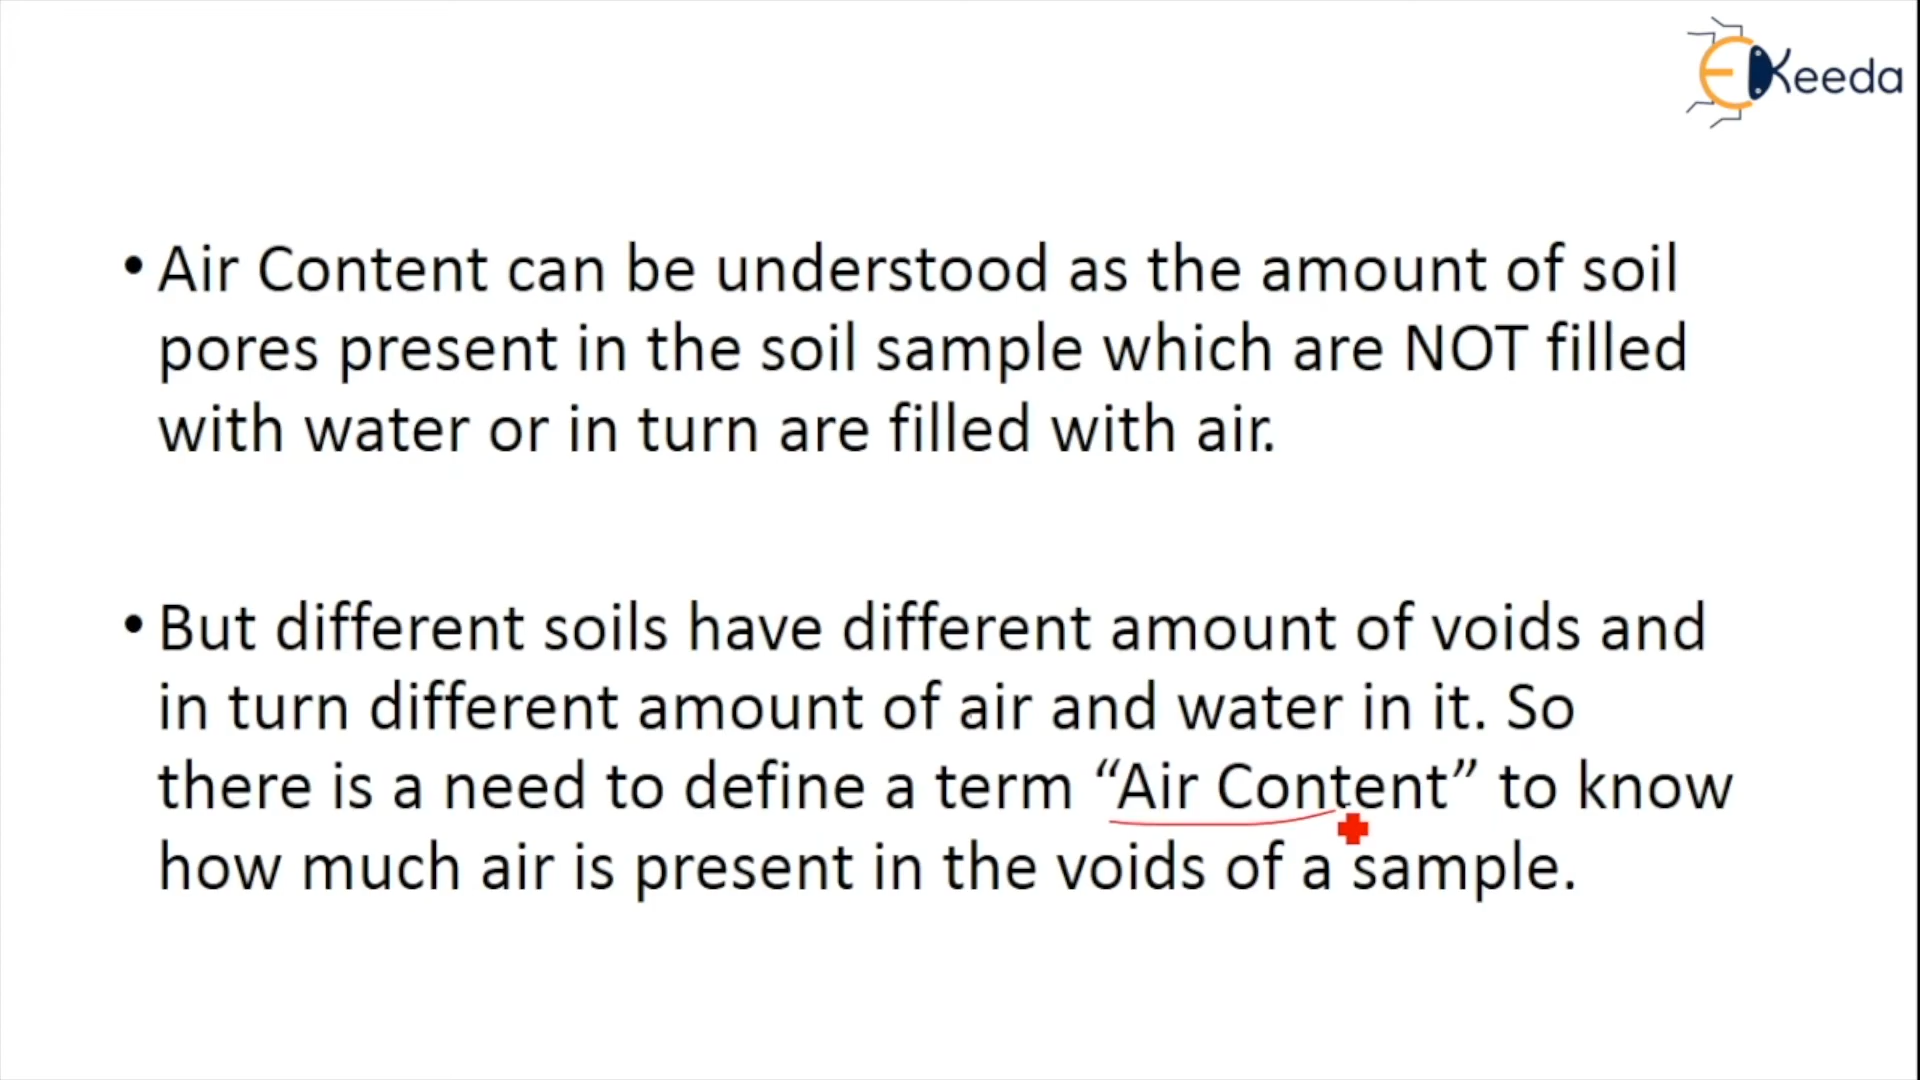 EKeeda
• Air Content can be understood as the amount of soil
pores present in the soil sample which are NOT filled
with water or in turn are filled with air.
• But different soils have different amount of voids and
in turn different amount of air and water in it. So
there is a need to define a term “Air Content” to know
how much air is present in the voids of a sample.